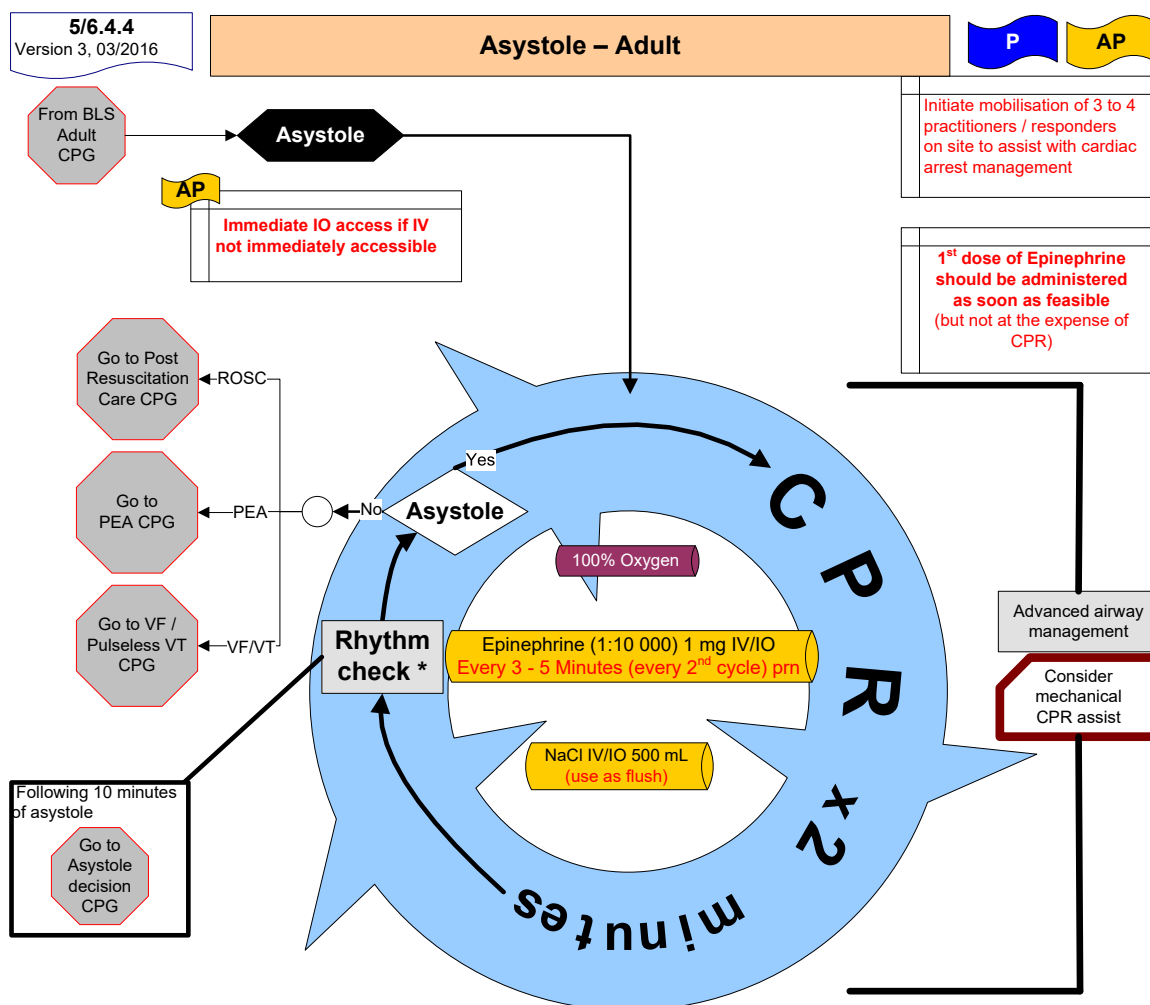 5/6.4.4
Version 3, 03/2016
Asystole – Adult
P
AP
From BLS
Adult
CPG
Asystole
Initiate mobilisation of 3 to 4
practitioners / responders
on site to assist with cardiac
arrest management
AP
Immediate IO access if IV
not immediately accessible
1st dose of Epinephrine
should be administered
as soon as feasible
(but not at the expense of
CPR)
Go to Post
Resuscitation
Care CPG
ROSC
Yes
Go to
PEA CPG
PEA
No
Asystole
CPR x2 minutes
100% Oxygen
Go to VF /
Pulseless VT
CPG
VF/VT
Rhythm
check *
Epinephrine (1:10 000) 1 mg IV/IO
Every 3 - 5 Minutes (every 2nd cycle) prn
Advanced airway
management
Consider
mechanical
CPR assist
NaCl IV/IO 500 mL
(use as flush)
Following 10 minutes
of asystole
Go to
Asystole
decision
CPG